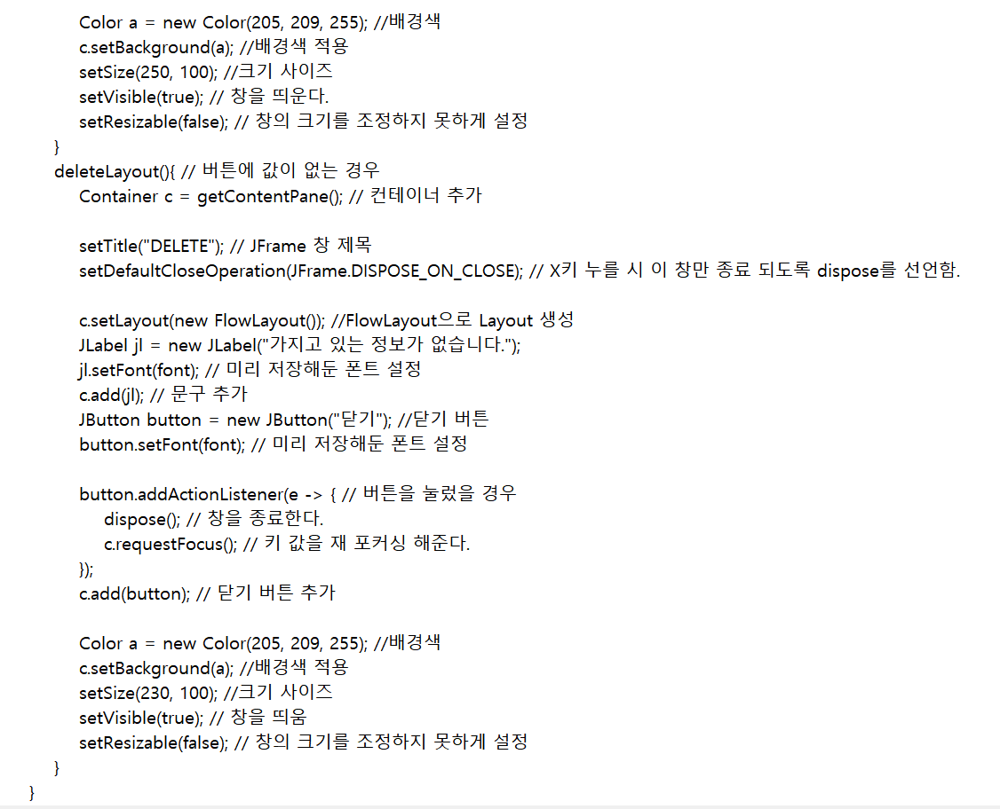 Color a = new Color(205, 209, 255); //배경색
c.setBackground(a); //배경색 적용
setSize(250, 100); //크기 사이즈
setVisible(true); // 창을 띄운다.
setResizable(false); // 창의 크기를 조정하지 못하게 설정
}
deleteLayout(){ // 버튼에 값이 없는 경우
Container c = getContentPane(); // 컨테이너 추가
setTitle("DELETE"); // JFrame 창 제목
setDefaultCloseOperation(JFrame.DISPOSE_ON_CLOSE); // X키 누를 시 이 창만 종료 되도록 dispose를 선언함.
c.setLayout(new FlowLayout()); //FlowLayout으로 Layout 생성
JLabel jl = new JLabel("가지고 있는 정보가 없습니다.");
jl.setFont(font); // 미리 저장해둔 폰트 설정
c.add(jl); // 문구 추가
JButton button = new JButton("닫기"); //닫기 버튼
button.setFont(font); // 미리 저장해둔 폰트 설정
button.addActionListener(e -> { // 버튼을 눌렀을 경우
dispose(); // 창을 종료한다.
c.requestFocus(); // 키 값을 재 포커싱 해준다.
});
c.add(button); // 닫기 버튼 추가
Color a = new Color(205, 209, 255); //배경색
c.setBackground(a); //배경색 적용
setSize(230, 100); //크기 사이즈
setVisible(true); // 창을 띄움
setResizable(false); // 창의 크기를 조정하지 못하게 설정
}
}